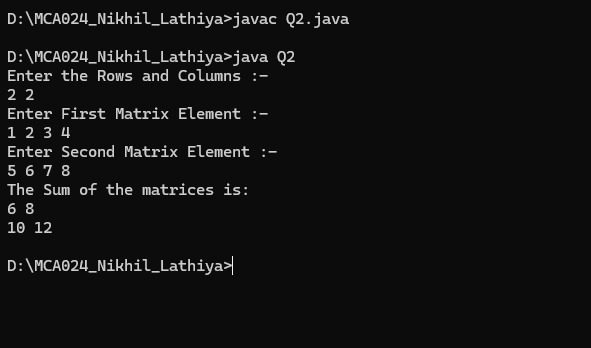 D:\MCA024_Nikhil_Lathiya>javac Q2.java
D:\MCA024_Nikhil_Lathiya>java Q2
Enter the Rows and Columns :-
2 2
Enter First Matrix Element :-
1 2 3 4
Enter Second Matrix Element :-
5 6 7 8
The Sum of the matrices is:
6 8
10 12
D:\MCA024_Nikhil_Lathiya>